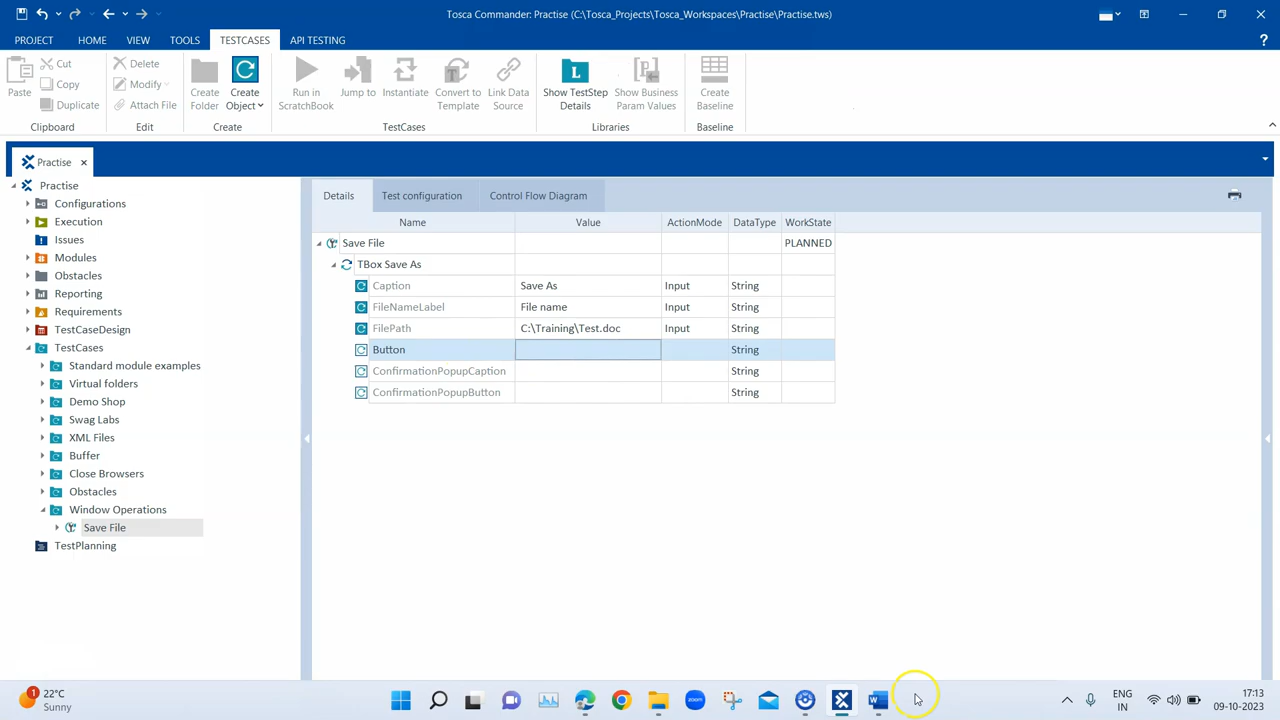 Tosca Commander: Practise (C:\Tosca_Projects\Tosca_Workspaces\Practise\Practise.tws)
PROJECT HOME VIEW TOOLS TESTCASES API TESTING ?
Paste
Cut
Copy
Duplicate
Clipboard
Delete
Modify
Attach File
Edit
Create Folder
Create Object
Create
Run in ScratchBook
Jump to
Instantiate
Convert to Template
Link Data Source
TestCases
L
Show TestStep Details
Show Business Param Values
Libraries
Create Baseline
Baseline
Practise ×
Practise
Configurations
Execution
Issues
Modules
Obstacles
Reporting
Requirements
TestCaseDesign
TestCases
Standard module examples
Virtual folders
Demo Shop
Swag Labs
XML Files
Buffer
Close Browsers
Obstacles
Window Operations
Save File
TestPlanning
Details Test configuration Control Flow Diagram
Name Value ActionMode DataType WorkState
Save File PLANNED
TBox Save As
Caption Save As Input String
FileNameLabel File name Input String
FilePath C:\Training\Test.doc Input String
Button String
ConfirmationPopupCaption String
ConfirmationPopupButton String
1
22°C
Sunny
zoom
W
ENG
IN
17:13
09-10-2023